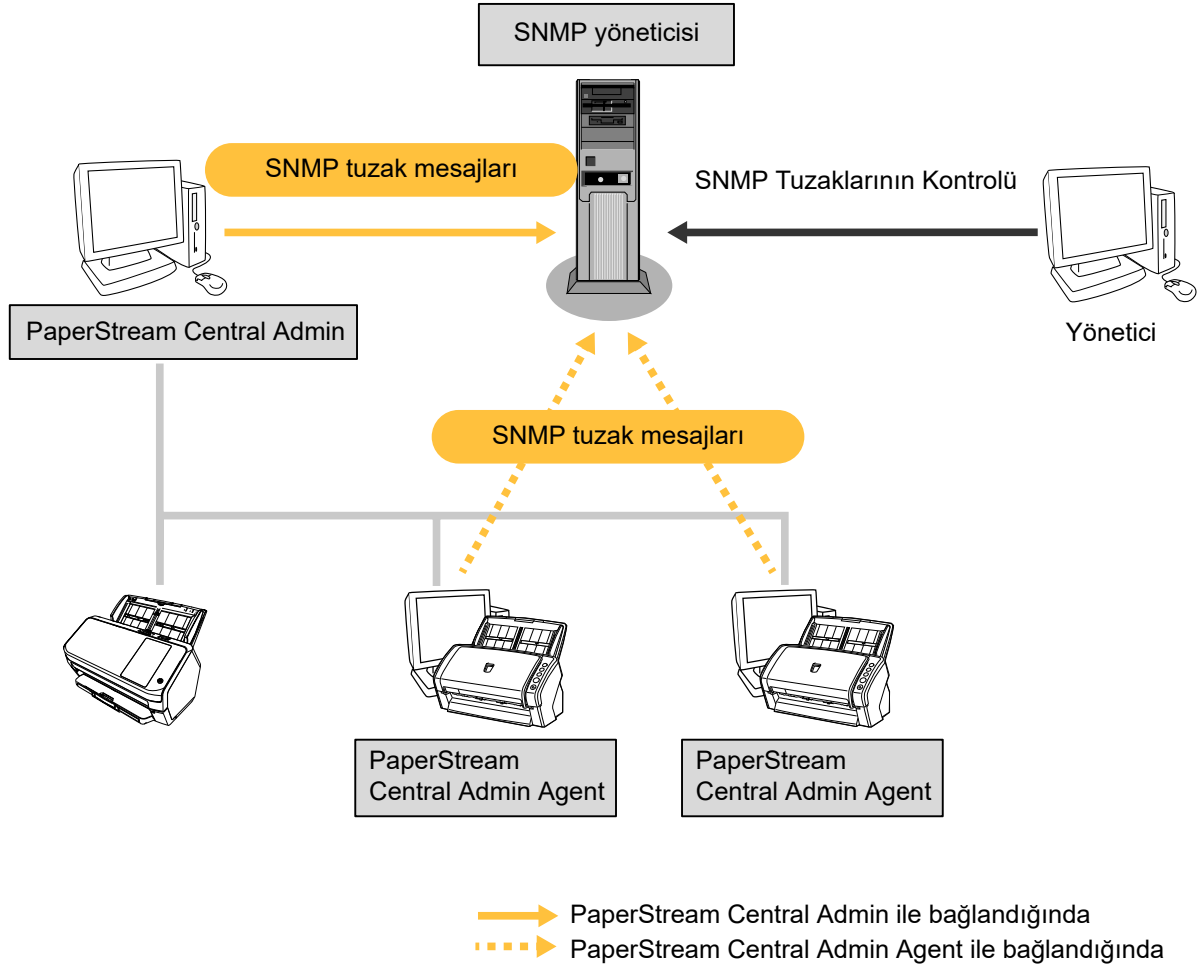 SNMP yöneticisi
SNMP tuzak mesajları
SNMP Tuzaklarının Kontrolü
PaperStream Central Admin
Yönetici
SNMP tuzak mesajları
PaperStream
Central Admin Agent
PaperStream
Central Admin Agent
PaperStream Central Admin ile bağlandığında
PaperStream Central Admin Agent ile bağlandığında